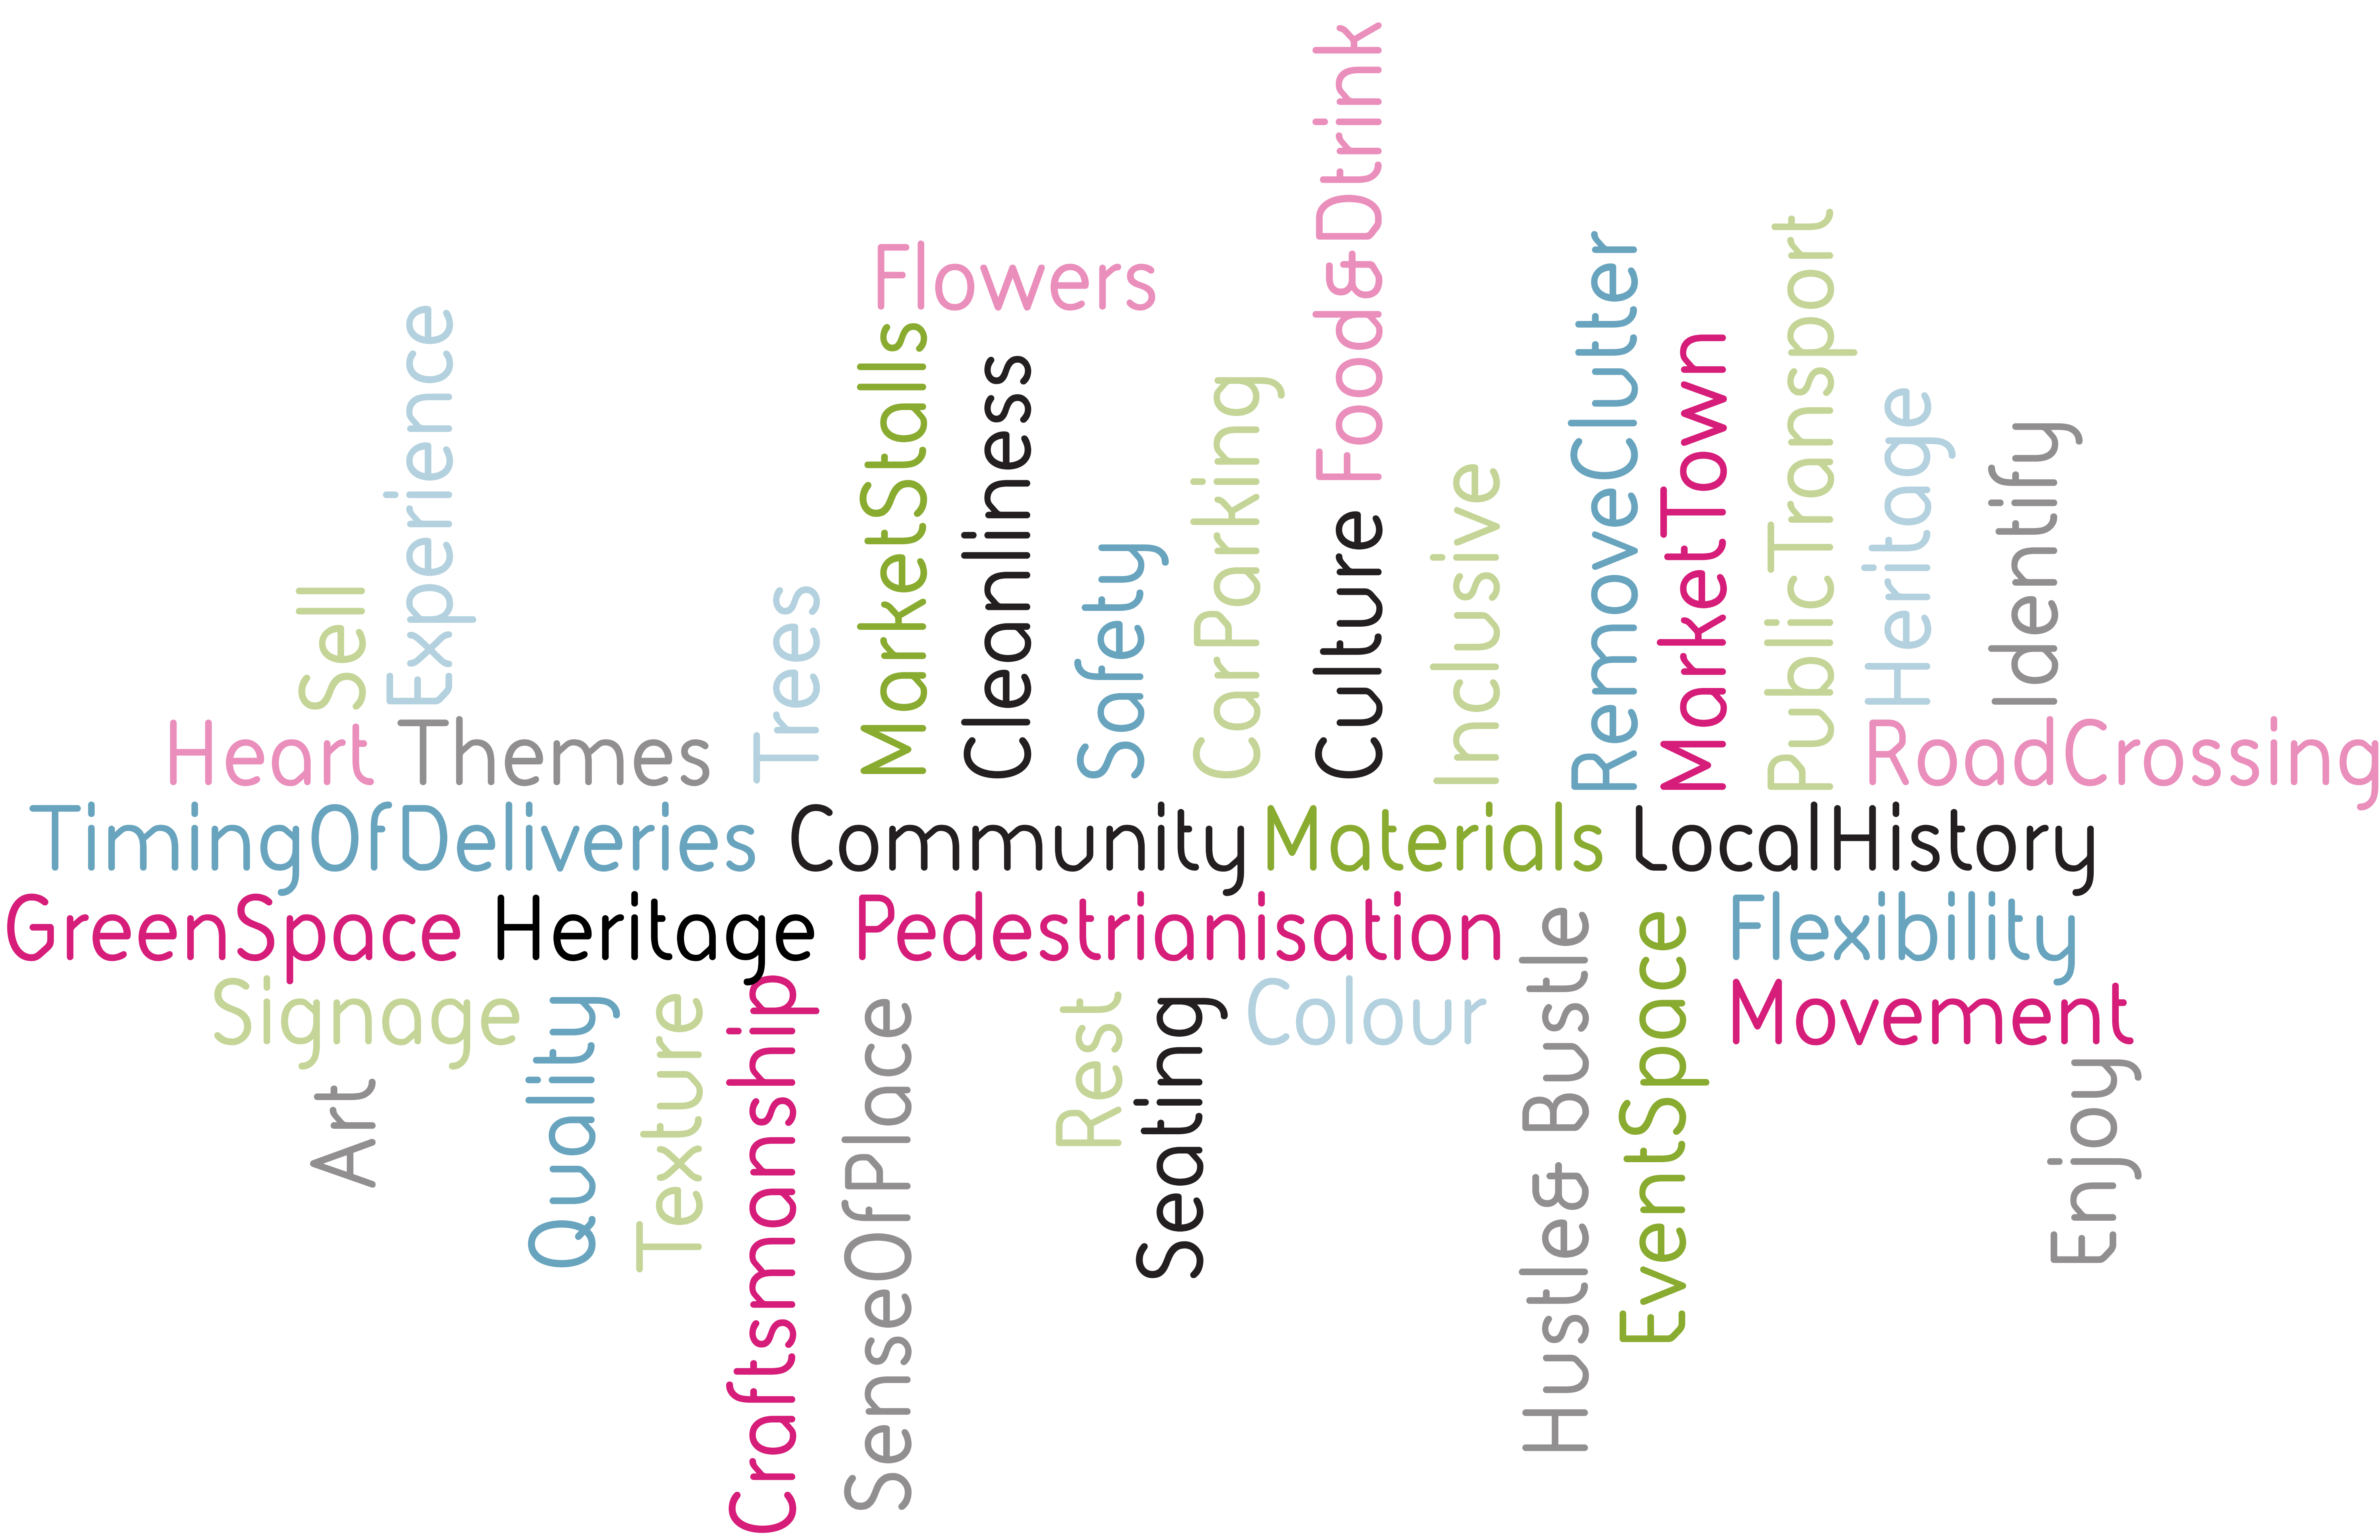 Food&Dtrink
Flowers
Sall
Experience
Trees
MarketStalls
Cleanliness
Safety
CarParking
Culture
Inclusive
RemoveClutter
MarketTown
PublicTransport
Heritage
Identify
Heart Themes
RoadCrossing
TimingOfDeliveries Community Materials LocalHistory
GreenSpace Heritage Pedestrianisation Flexibility
Signage
Colour
Movement
Art
Quality
Texture
Craftsmanship
SenseOfPlace
Rest
Seating
Hustle& Bustle
EventSpace
Enjoy